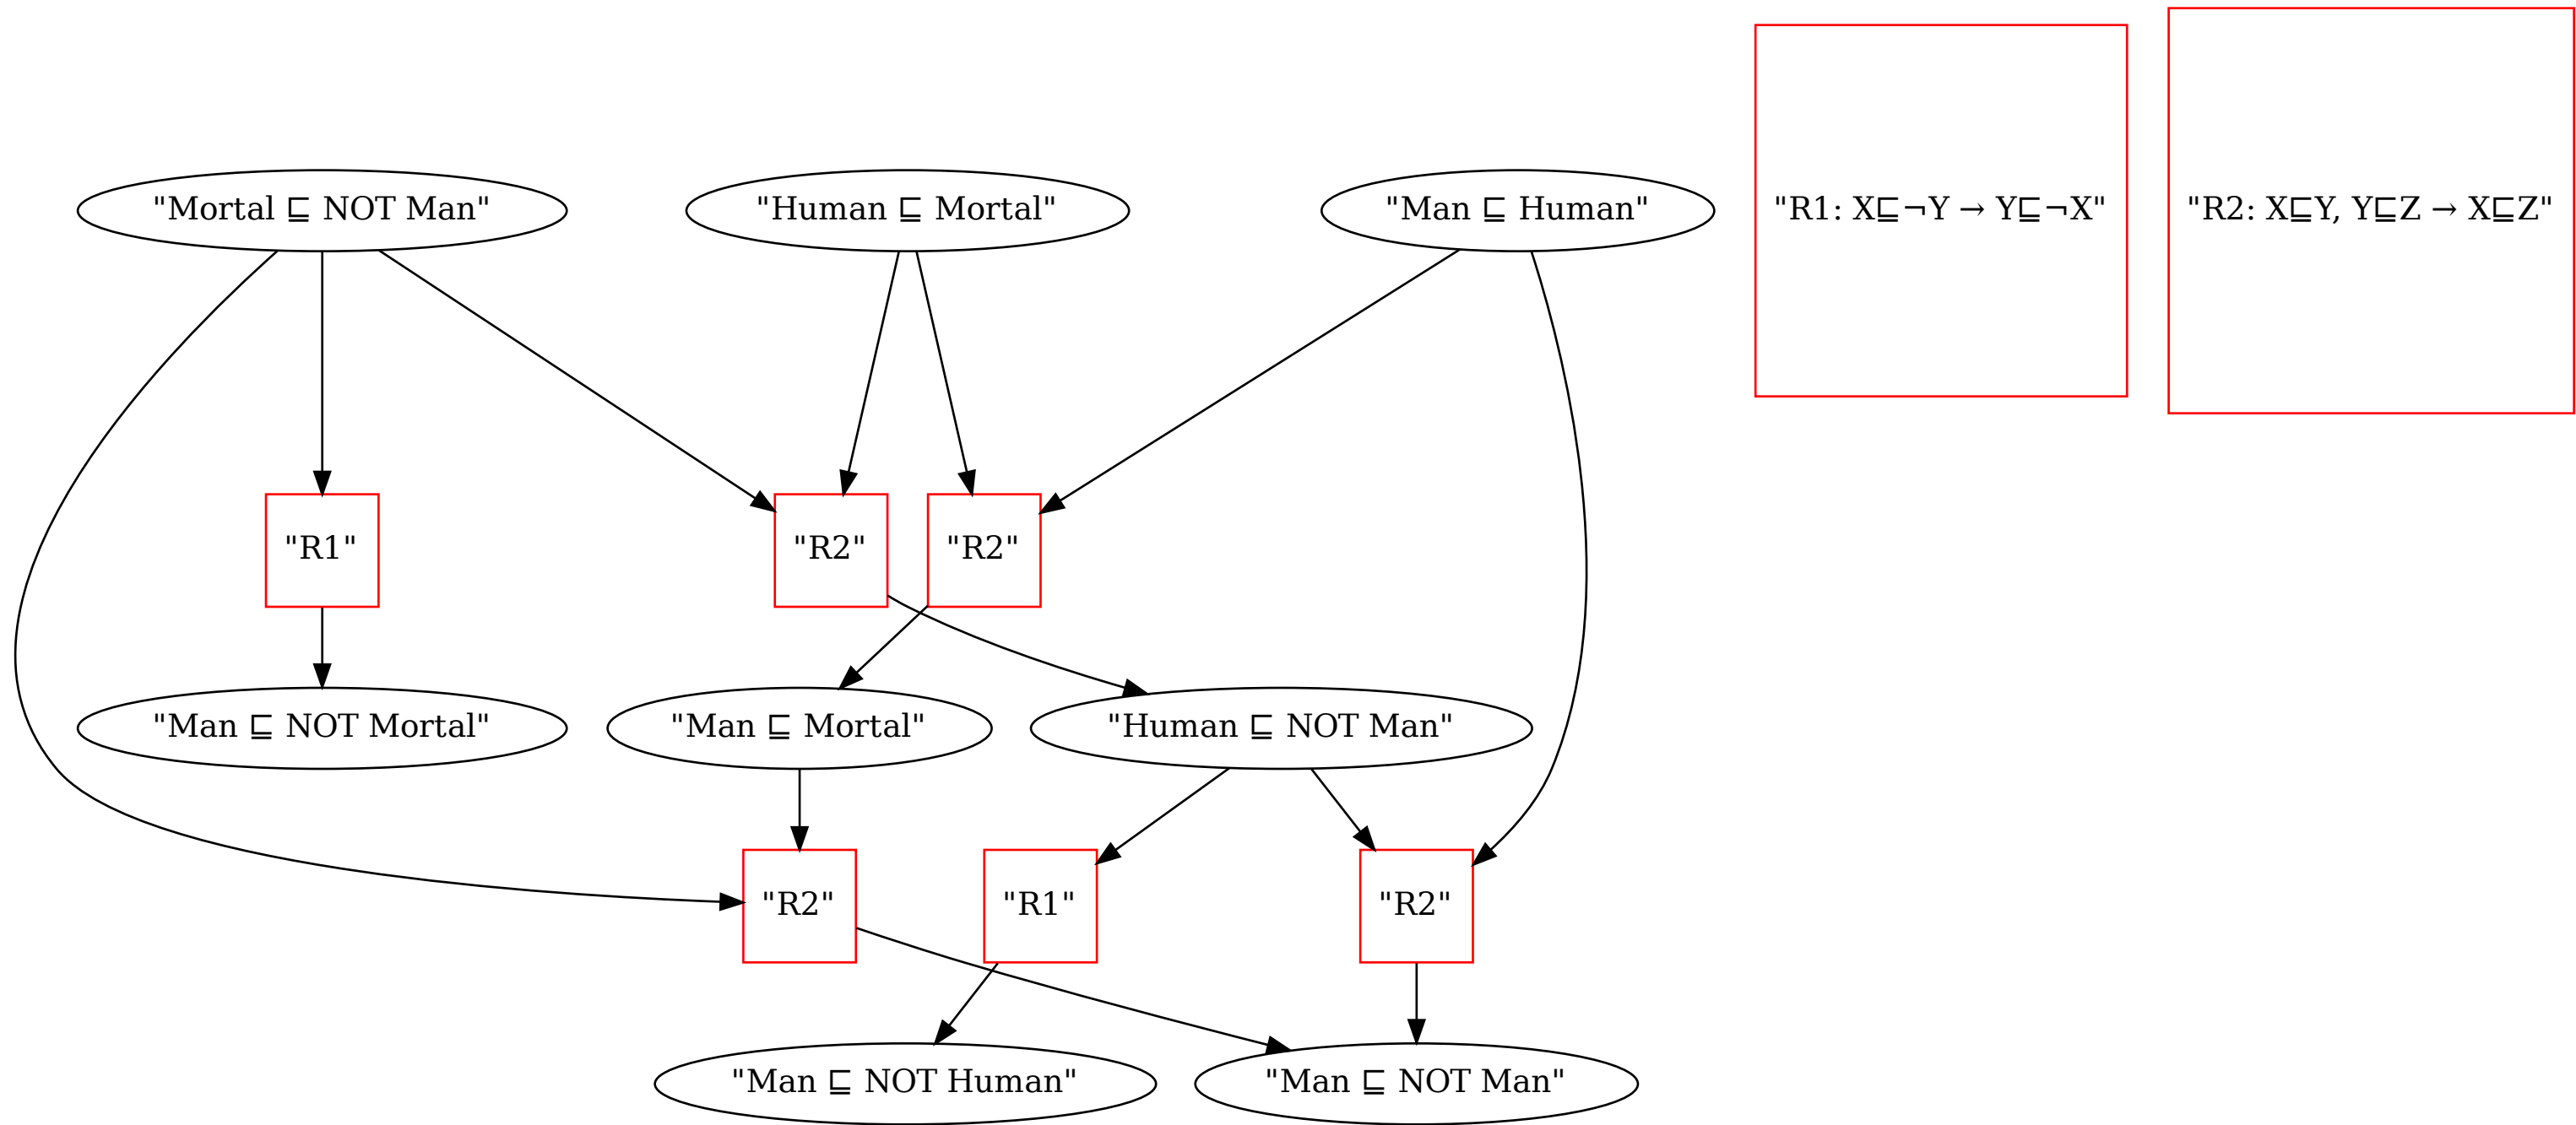 "Mortal ⊑ NOT Man"
"Human ⊑ Mortal"
"Man ⊑ Human"
"R1: X⊑¬Y → Y⊑¬X"
"R2: X⊑Y, Y⊑Z → X⊑Z"
"R1"
"R2"
"R2"
"Man ⊑ NOT Mortal"
"Man ⊑ Mortal"
"Human ⊑ NOT Man"
"R2"
"R1"
"R2"
"Man ⊑ NOT Human"
"Man ⊑ NOT Man"